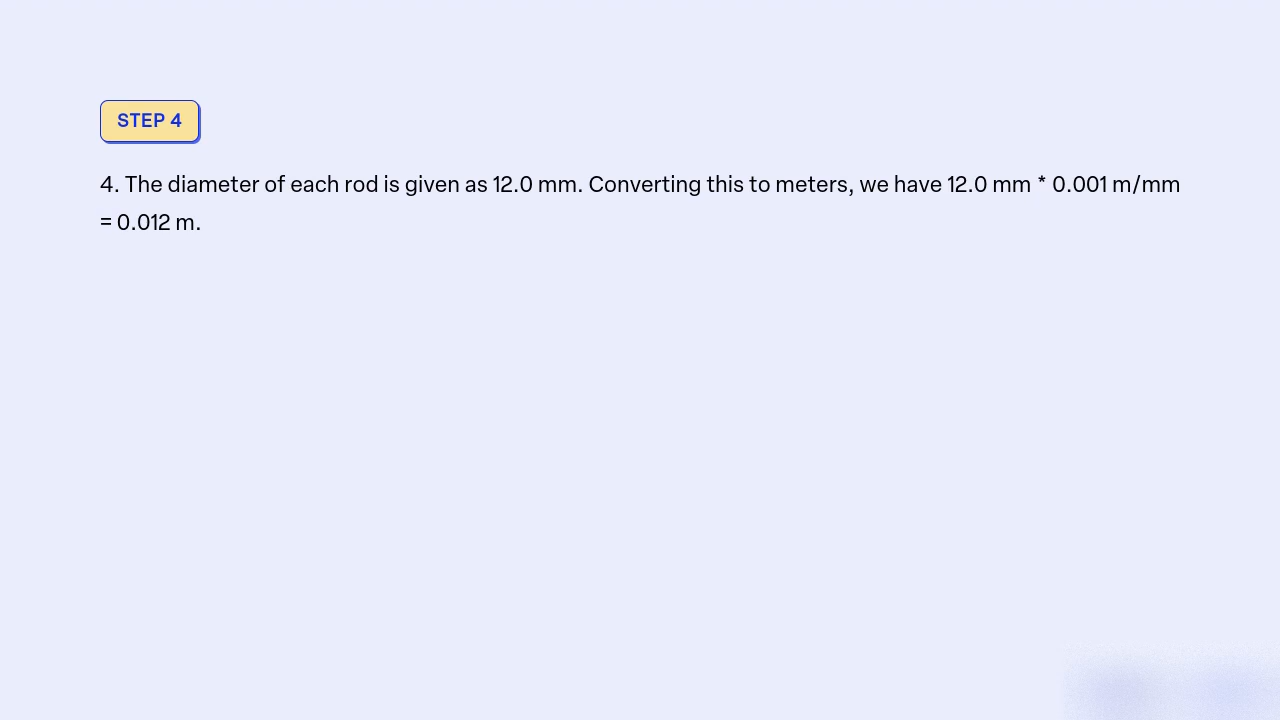 STEP 4
4. The diameter of each rod is given as 12.0 mm. Converting this to meters, we have 12.0 mm * 0.001 m/mm
= 0.012 m.